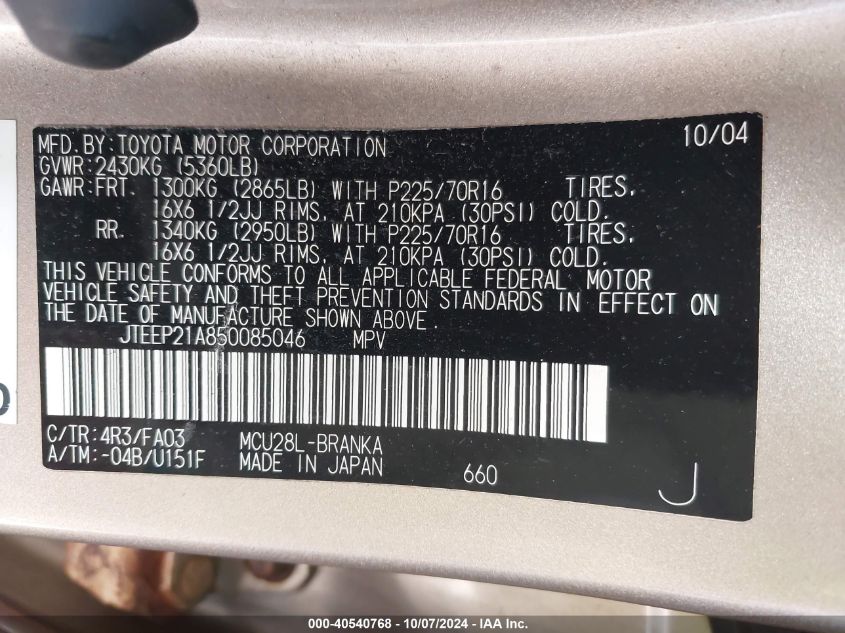 MFD. BY: TOYOTA MOTOR CORPORATION 10/04
GVWR: 2430KG (5360LB)
GAWR: FRT. 1300KG (2865LB) WITH P225/70R16 TIRES,
16X6 1/2JJ RIMS, AT 210KPA (30PSI) COLD.
RR. 1340KG (2950LB) WITH P225/70R16 TIRES,
16X6 1/2JJ RIMS, AT 210KPA (30PSI) COLD.
THIS VEHICLE CONFORMS TO ALL APPLICABLE FEDERAL MOTOR
VEHICLE SAFETY AND THEFT PREVENTION STANDARDS IN EFFECT ON
THE DATE OF MANUFACTURE SHOWN ABOVE.
JTEEP21A850085046 MPV
C/TR: 4R3/FA03 MCU28L-BRANKA
A/TM: -04B/U151F MADE IN JAPAN 660 J
000-40540768 - 10/07/2024 - IAA Inc.